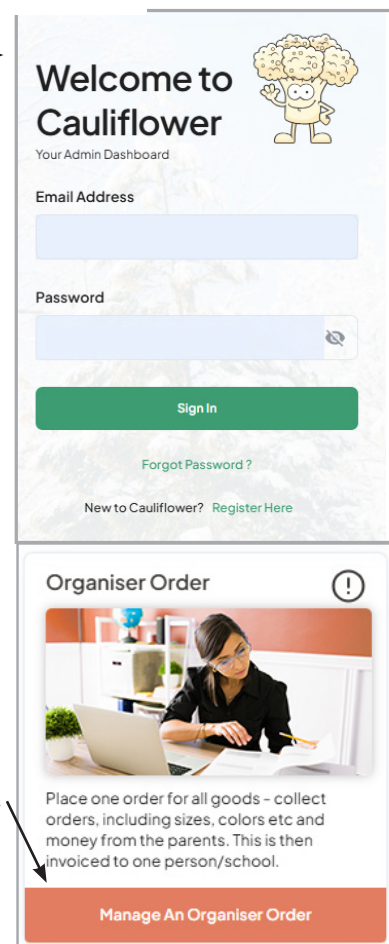 Welcome to
Cauliflower
Your Admin Dashboard
Email Address
Password
Sign In
Forgot Password ?
New to Cauliflower? Register Here
Organiser Order
Place one order for all goods - collect
orders, including sizes, colors etc and
money from the parents. This is then
invoiced to one person/school.
Manage An Organiser Order